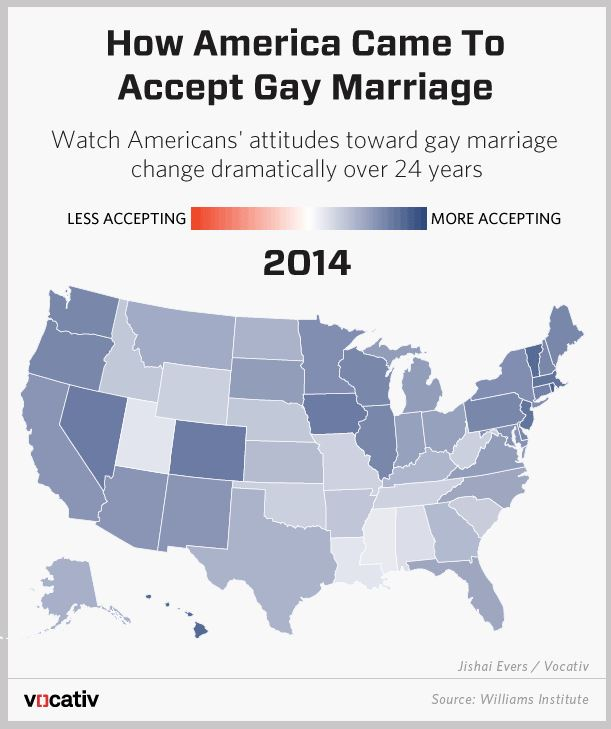 How America Came To
Accept Gay Marriage
Watch Americans' attitudes toward gay marriage
change dramatically over 24 years
LESS ACCEPTING MORE ACCEPTING
2014
Jishai Evers / Vocativ
vocativ Source: Williams Institute